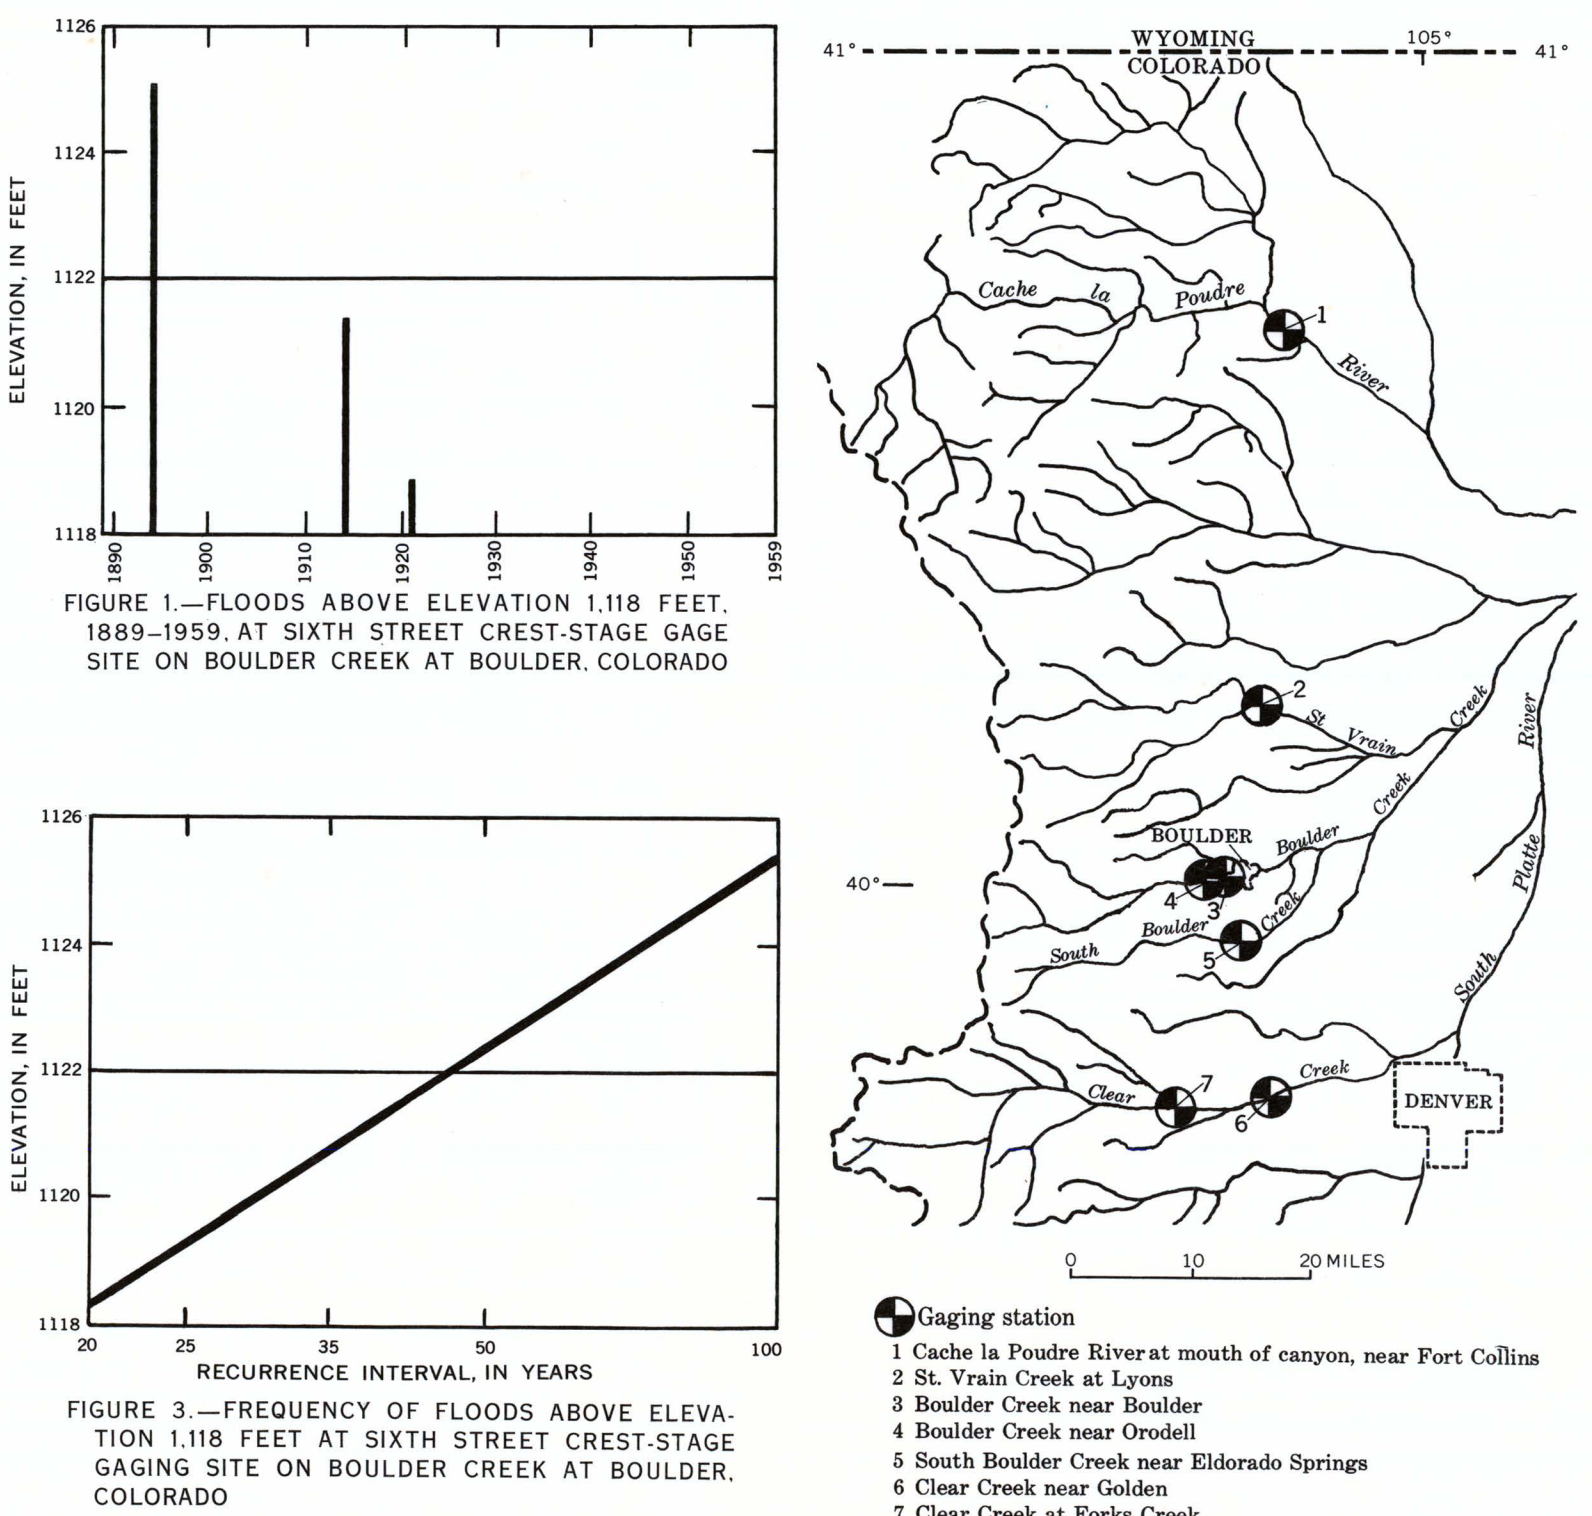 1126
1124
1122
1120
1118
ELEVATION, IN FEET
1890
1900
1910
1920
1930
1940
1950
1959
FIGURE 1.—FLOODS ABOVE ELEVATION 1,118 FEET,
1889–1959, AT SIXTH STREET CREST-STAGE GAGE
SITE ON BOULDER CREEK AT BOULDER, COLORADO
1126
1124
1122
1120
1118
ELEVATION, IN FEET
20 25 35 50 100
RECURRENCE INTERVAL, IN YEARS
FIGURE 3.—FREQUENCY OF FLOODS ABOVE ELEVA-
TION 1,118 FEET AT SIXTH STREET CREST-STAGE
GAGING SITE ON BOULDER CREEK AT BOULDER,
COLORADO
WYOMING
105°
41°
41°
COLORADO
Cache la Poudre
1
River
2
St Vrain Creek
River
Creek
BOULDER
Boulder
40°
4
3
Creek
Boulder
South
5
Platte
South
7
Creek
Clear
6
DENVER
0 10 20 MILES
Gaging station
1 Cache la Poudre River at mouth of canyon, near Fort Collins
2 St. Vrain Creek at Lyons
3 Boulder Creek near Boulder
4 Boulder Creek near Orodell
5 South Boulder Creek near Eldorado Springs
6 Clear Creek near Golden
7 Clear Creek at Forks Creek